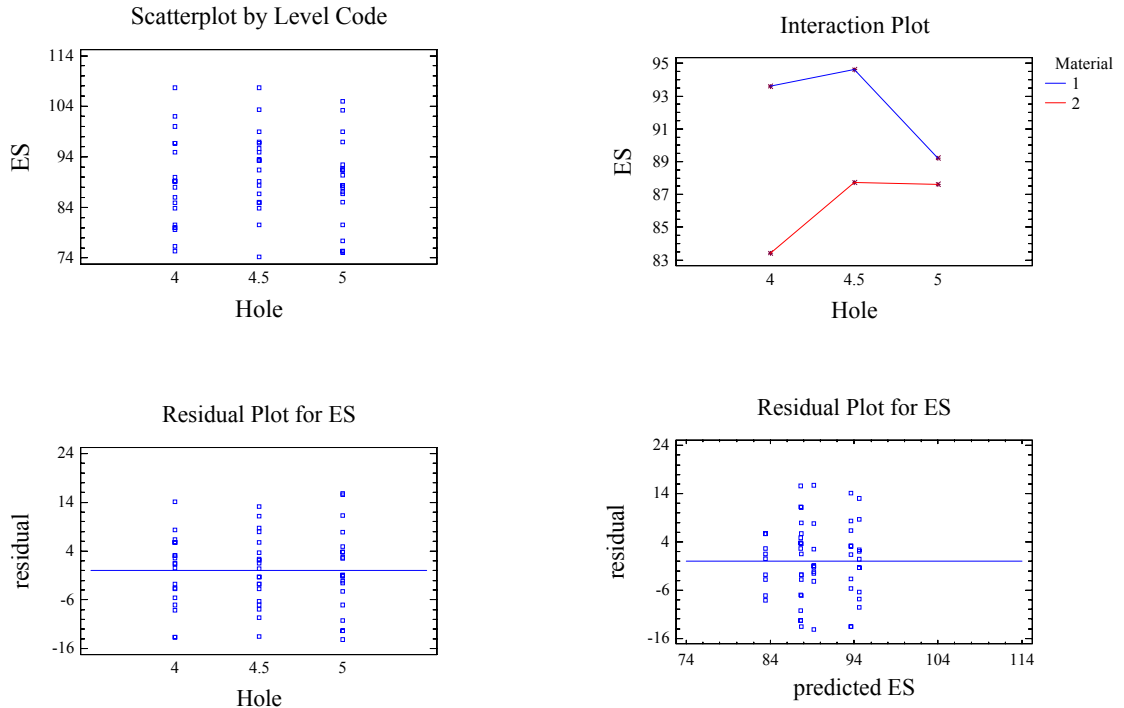 Scatterplot by Level Code
114
104
94
84
74
ES
4 4.5 5
Hole
Interaction Plot
95
93
91
89
87
85
83
ES
4 4.5 5
Hole
Material
1
2
Residual Plot for ES
24
14
4
-6
-16
residual
4 4.5 5
Hole
Residual Plot for ES
24
14
4
-6
-16
residual
74 84 94 104 114
predicted ES